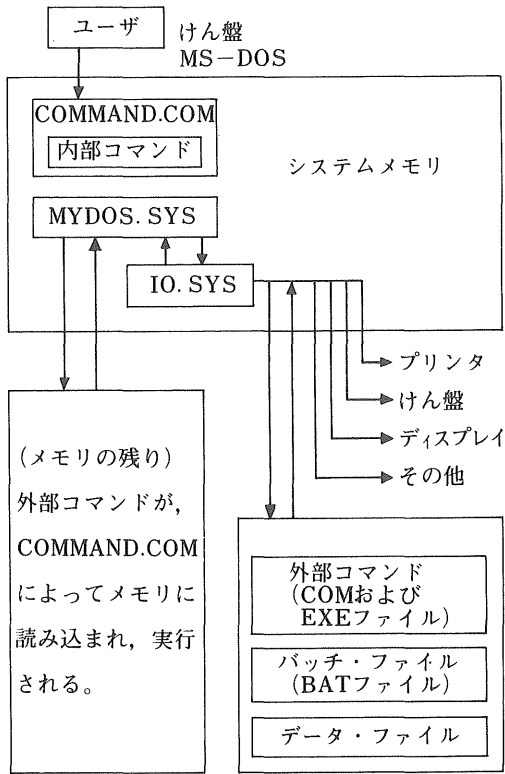 ユーザ
けん盤
MS-DOS
COMMAND.COM
内部コマンド
システムメモリ
MYDOS.SYS
IO.SYS
プリンタ
けん盤
ディスプレイ
その他
(メモリの残り)
外部コマンドが,
COMMAND.COM
によってメモリに
読み込まれ,実行
される。
外部コマンド
(COMおよび
EXEファイル)
バッチ・ファイル
(BATファイル)
データ・ファイル